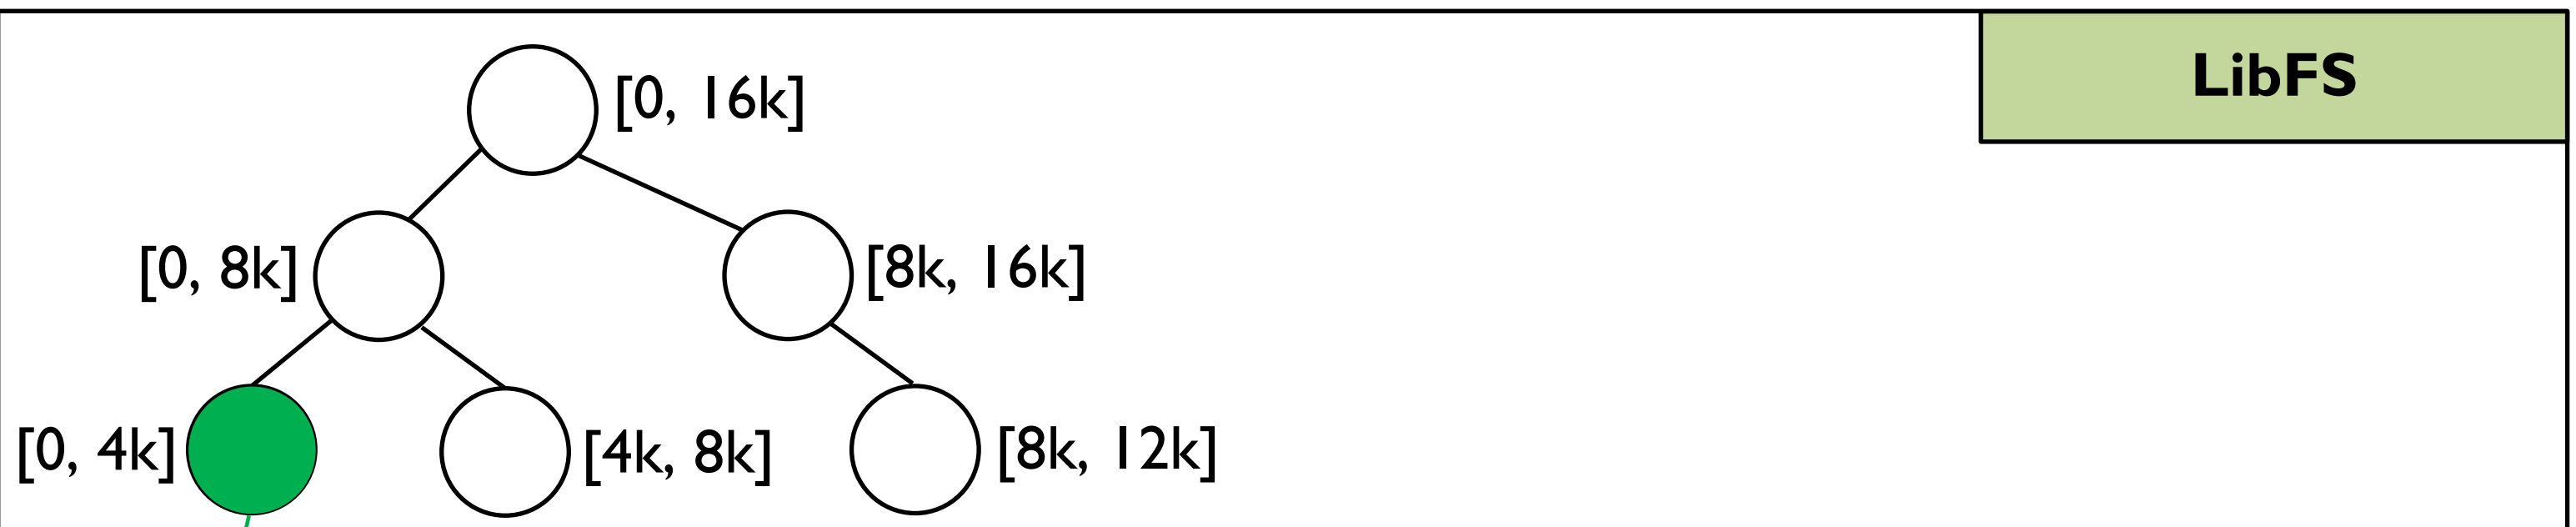 LibFS
[0, 16k]
[0, 8k]
[8k, 16k]
[0, 4k]
[4k, 8k]
[8k, 12k]